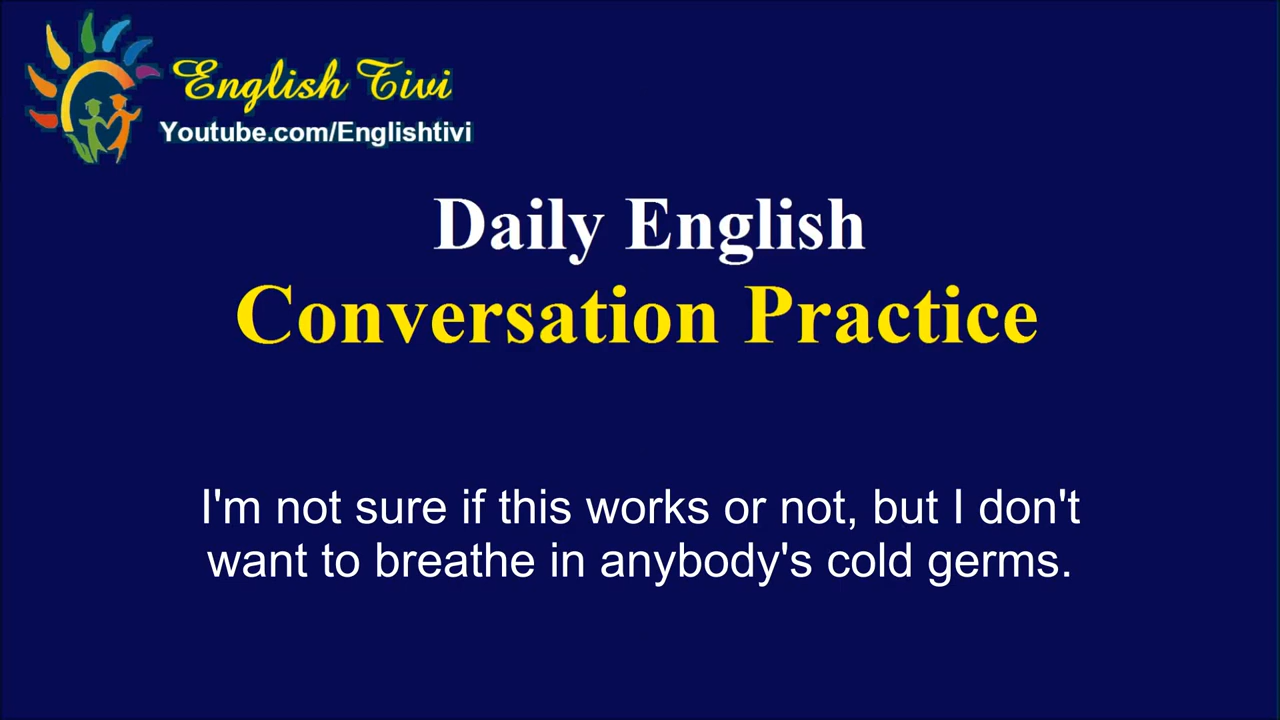 English Tivi
Youtube.com/Englishtivi
Daily English
Conversation Practice
I'm not sure if this works or not, but I don't
want to breathe in anybody's cold germs.